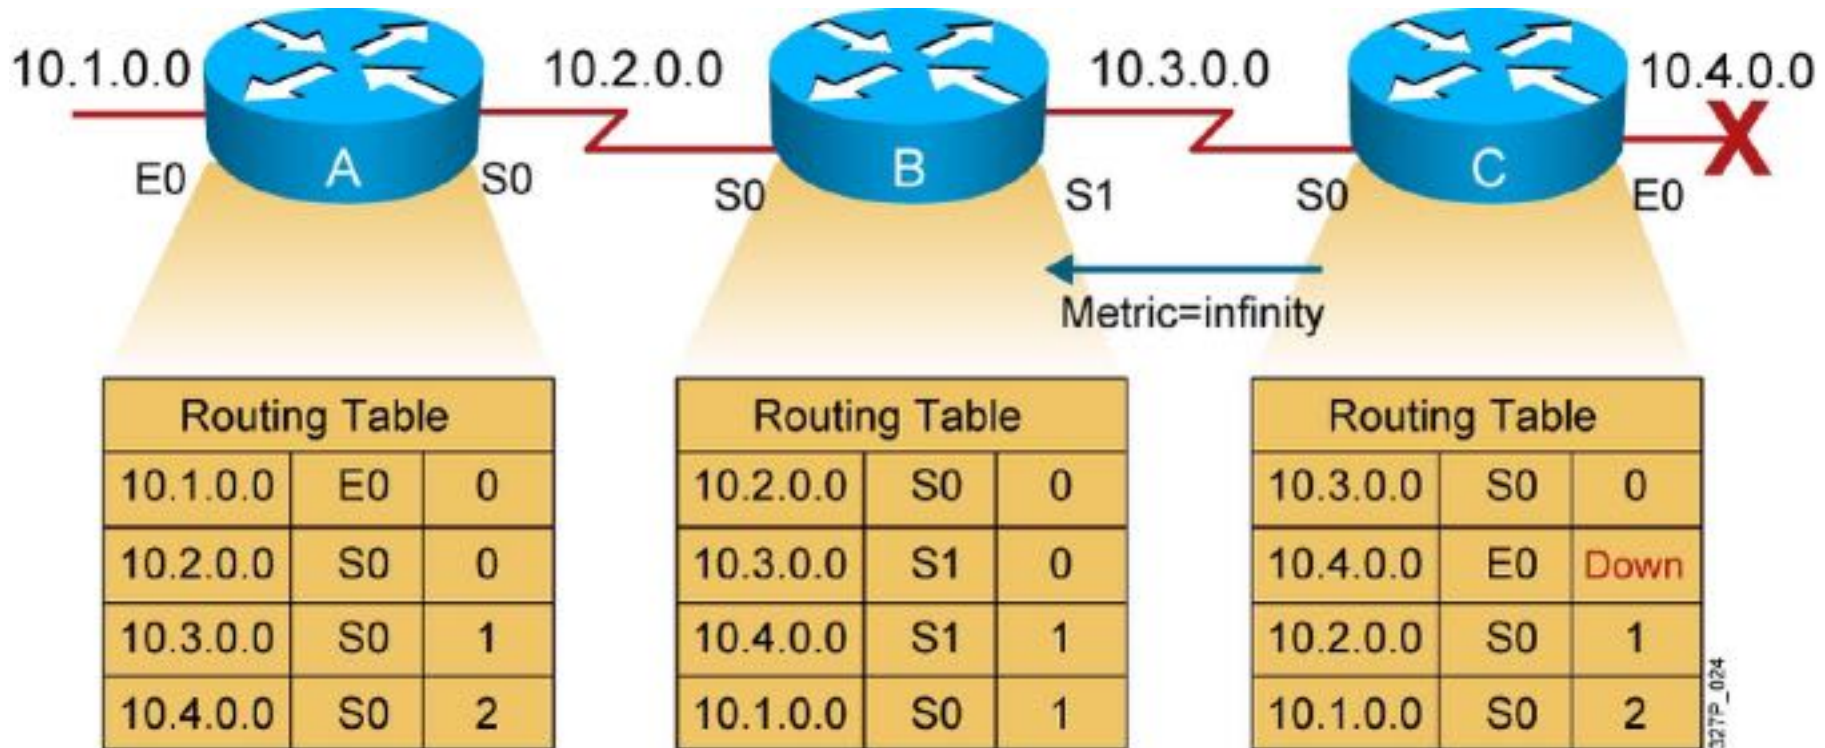 10.1.0.0
10.2.0.0
10.3.0.0
10.4.0.0
A
B
C
E0
S0
S0
S1
S0
E0
Metric=infinity
Routing Table
10.1.0.0 E0 0
10.2.0.0 S0 0
10.3.0.0 S0 1
10.4.0.0 S0 2
Routing Table
10.2.0.0 S0 0
10.3.0.0 S1 0
10.4.0.0 S1 1
10.1.0.0 S0 1
Routing Table
10.3.0.0 S0 0
10.4.0.0 E0 Down
10.2.0.0 S0 1
10.1.0.0 S0 2
327P_024